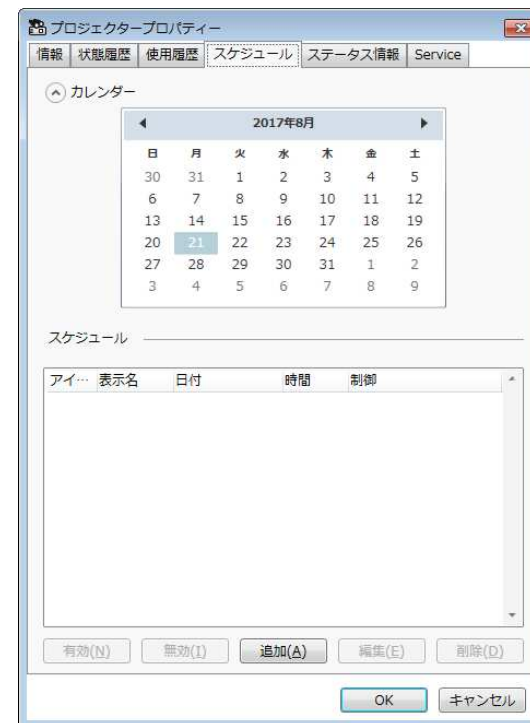 プロジェクタープロパティー
情報 状態履歴 使用履歴 スケジュール ステータス情報 Service
カレンダー
2017年8月
日 月 火 水 木 金 土
30 31 1 2 3 4 5
6 7 8 9 10 11 12
13 14 15 16 17 18 19
20 21 22 23 24 25 26
27 28 29 30 31 1 2
3 4 5 6 7 8 9
スケジュール
アイ… 表示名 日付 時間 制御
有効(N) 無効(I) 追加(A) 編集(E) 削除(D)
OK キャンセル